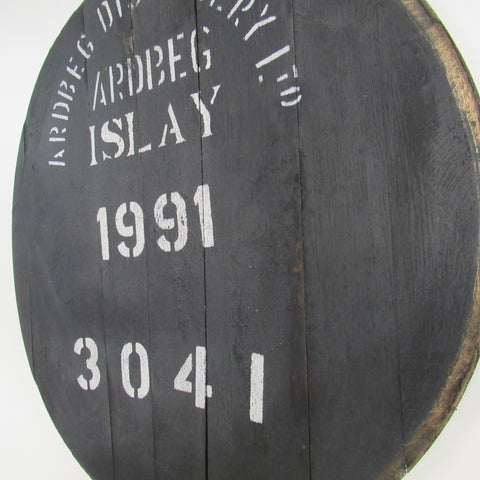 ARDBEG DISTILLERY LTD
ARDBEG
ISLAY
1991
3041